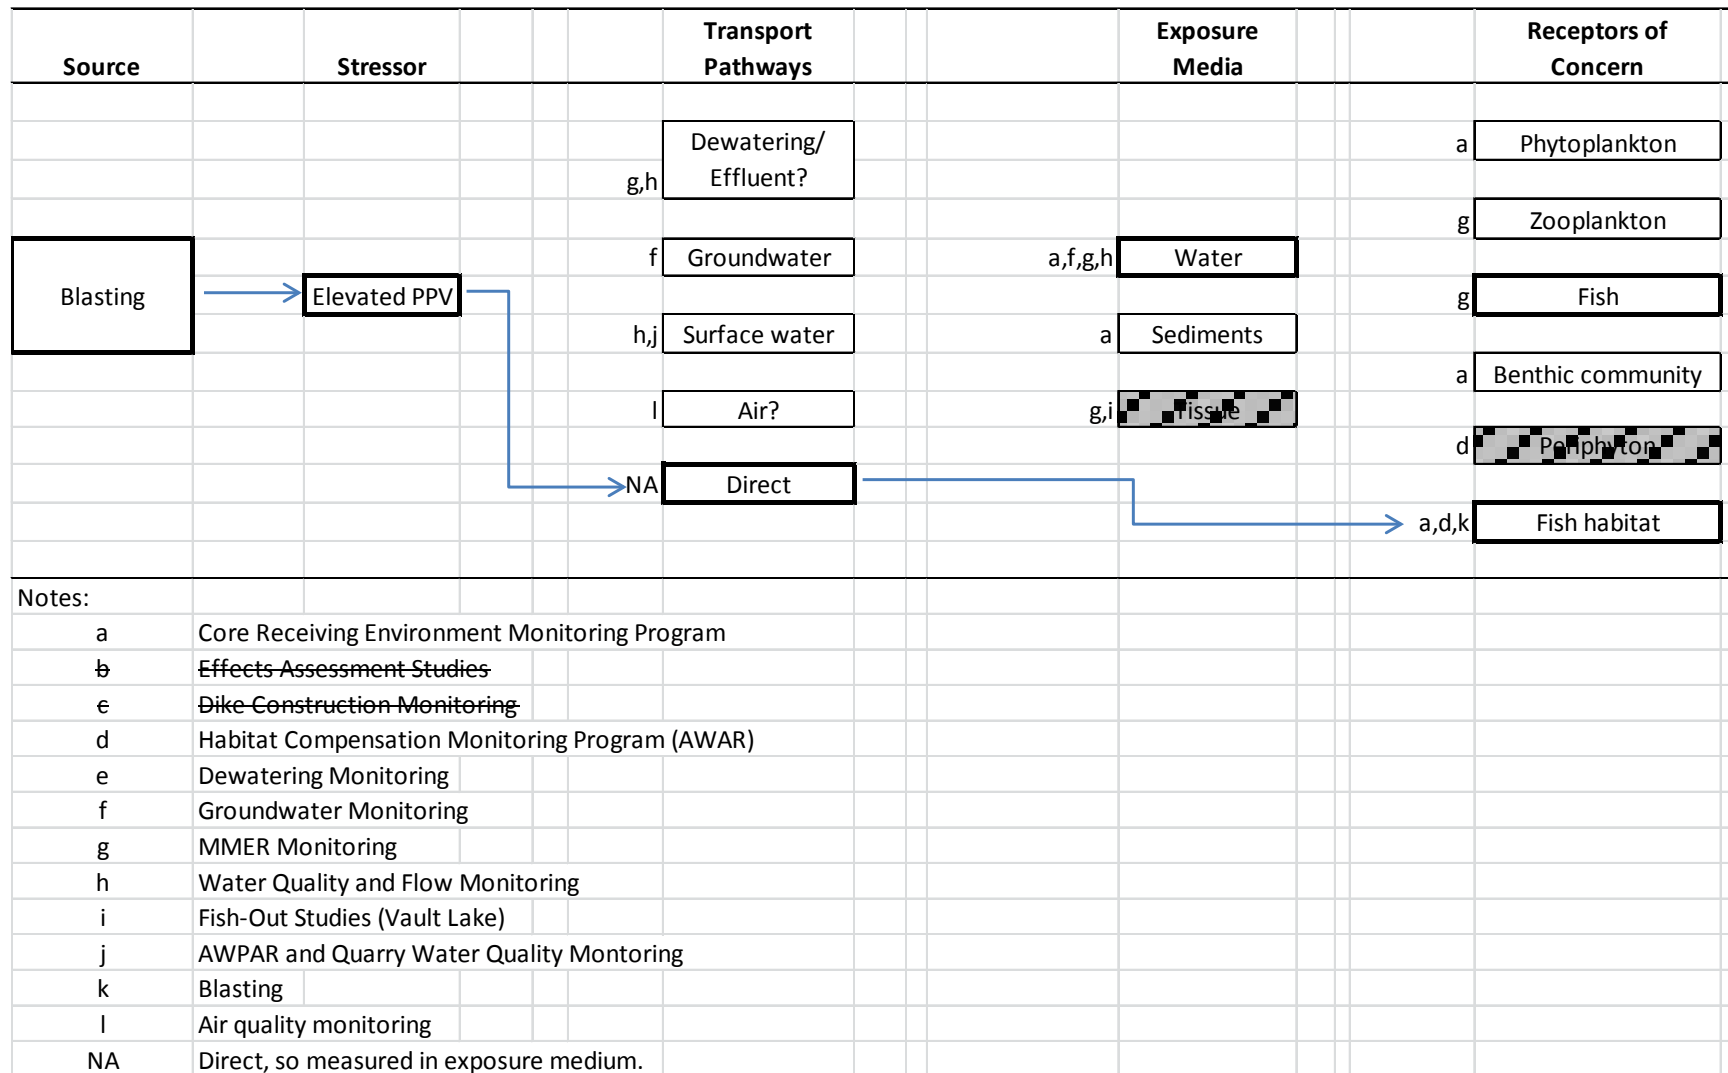 Source Stressor Transport Pathways Exposure Media Receptors of Concern
Dewatering/
g,h Effluent?
a Phytoplankton
g Zooplankton
f Groundwater
a,f,g,h Water
Blasting
Elevated PPV
g Fish
h,j Surface water
a Sediments
a Benthic community
l Air?
g,i Tissue
d Periphyton
NA Direct
a,d,k Fish habitat
Notes:
a Core Receiving Environment Monitoring Program
b Effects Assessment Studies
c Dike Construction Monitoring
d Habitat Compensation Monitoring Program (AWAR)
e Dewatering Monitoring
f Groundwater Monitoring
g MMER Monitoring
h Water Quality and Flow Monitoring
i Fish-Out Studies (Vault Lake)
j AWPAR and Quarry Water Quality Montoring
k Blasting
l Air quality monitoring
NA Direct, so measured in exposure medium.